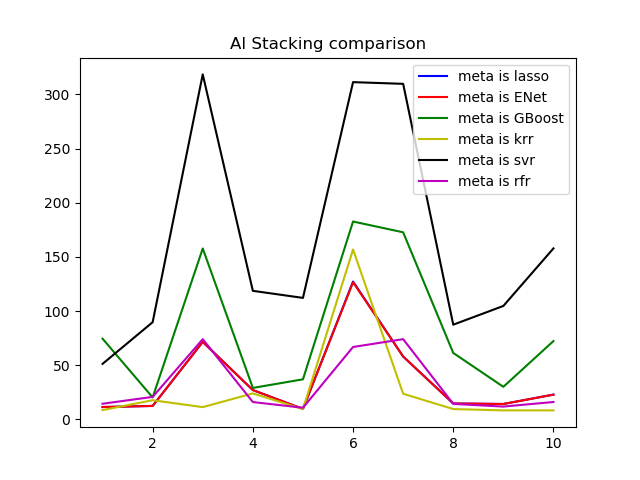 Al Stacking comparison
meta is lasso
meta is ENet
meta is GBoost
meta is krr
meta is svr
meta is rfr
300
250
200
150
100
50
0
2
4
6
8
10